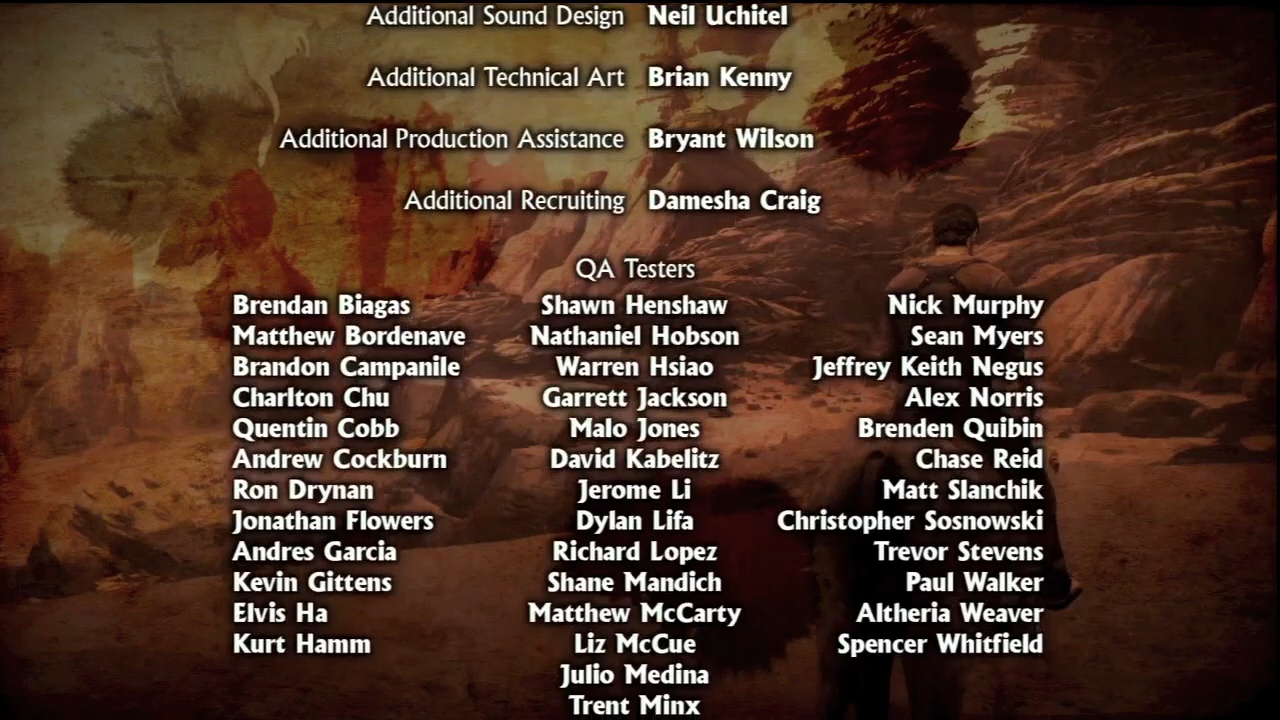 Additional Sound Design Neil Uchitel
Additional Technical Art Brian Kenny
Additional Production Assistance Bryant Wilson
Additional Recruiting Damesha Craig
QA Testers
Brendan Biagas Shawn Henshaw Nick Murphy
Matthew Bordenave Nathaniel Hobson Sean Myers
Brandon Campanile Warren Hsiao Jeffrey Keith Negus
Charlton Chu Garrett Jackson Alex Norris
Quentin Cobb Malo Jones Brenden Quibin
Andrew Cockburn David Kabelitz Chase Reid
Ron Drynan Jerome Li Matt Slanchik
Jonathan Flowers Dylan Lifa Christopher Sosnowski
Andres Garcia Richard Lopez Trevor Stevens
Kevin Gittens Shane Mandich Paul Walker
Elvis Ha Matthew McCarty Altheria Weaver
Kurt Hamm Liz McCue Spencer Whitfield
Julio Medina
Trent Minx